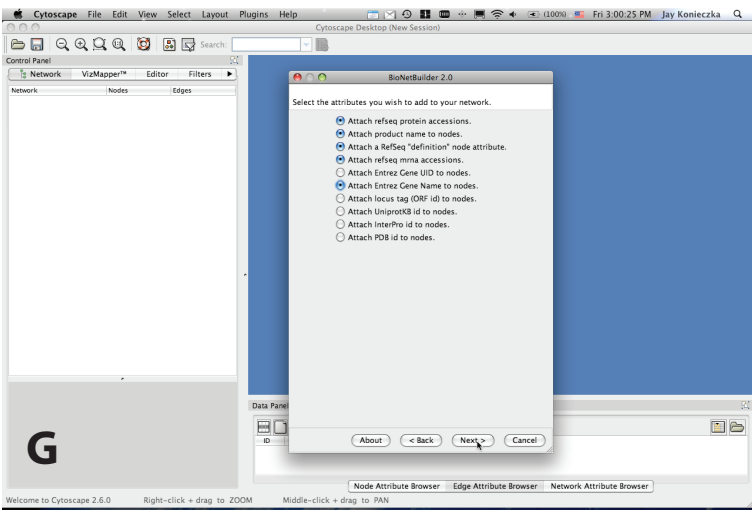 Cytoscape File Edit View Select Layout Plugins Help (100%) Fri 3:00:25 PM Jay Konieczka
Cytoscape Desktop (New Session)
Search:
Control Panel
Network VizMapper™ Editor Filters
Network Nodes Edges
BioNetBuilder 2.0
Select the attributes you wish to add to your network.
Attach refseq protein accessions.
Attach product name to nodes.
Attach a RefSeq "definition" node attribute.
Attach refseq mrna accessions.
Attach Entrez Gene UID to nodes.
Attach Entrez Gene Name to nodes.
Attach locus tag (ORF id) to nodes.
Attach UniprotKB id to nodes.
Attach InterPro id to nodes.
Attach PDB id to nodes.
Data Panel
ID
About < Back Next > Cancel
G
Node Attribute Browser Edge Attribute Browser Network Attribute Browser
Welcome to Cytoscape 2.6.0 Right-click + drag to ZOOM Middle-click + drag to PAN